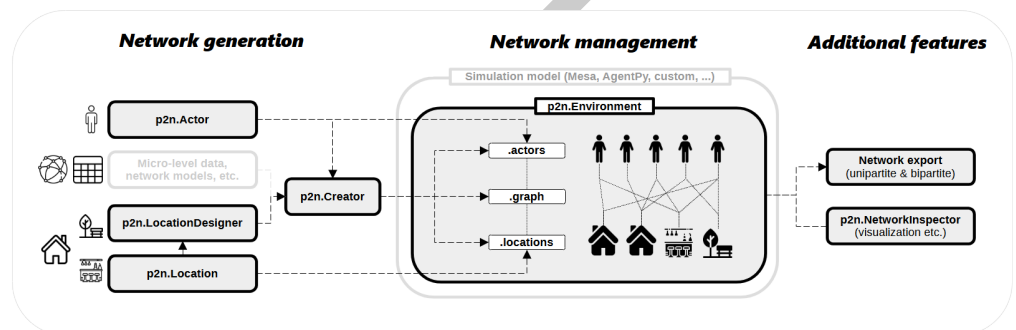 Network generation
Network management
Additional features
Simulation model (Mesa, AgentPy, custom, ...)
p2n.Environment
p2n.Actor
Micro-level data,
network models, etc.
p2n.LocationDesigner
p2n.Location
p2n.Creator
.actors
.graph
.locations
Network export
(unipartite & bipartite)
p2n.NetworkInspector
(visualization etc.)